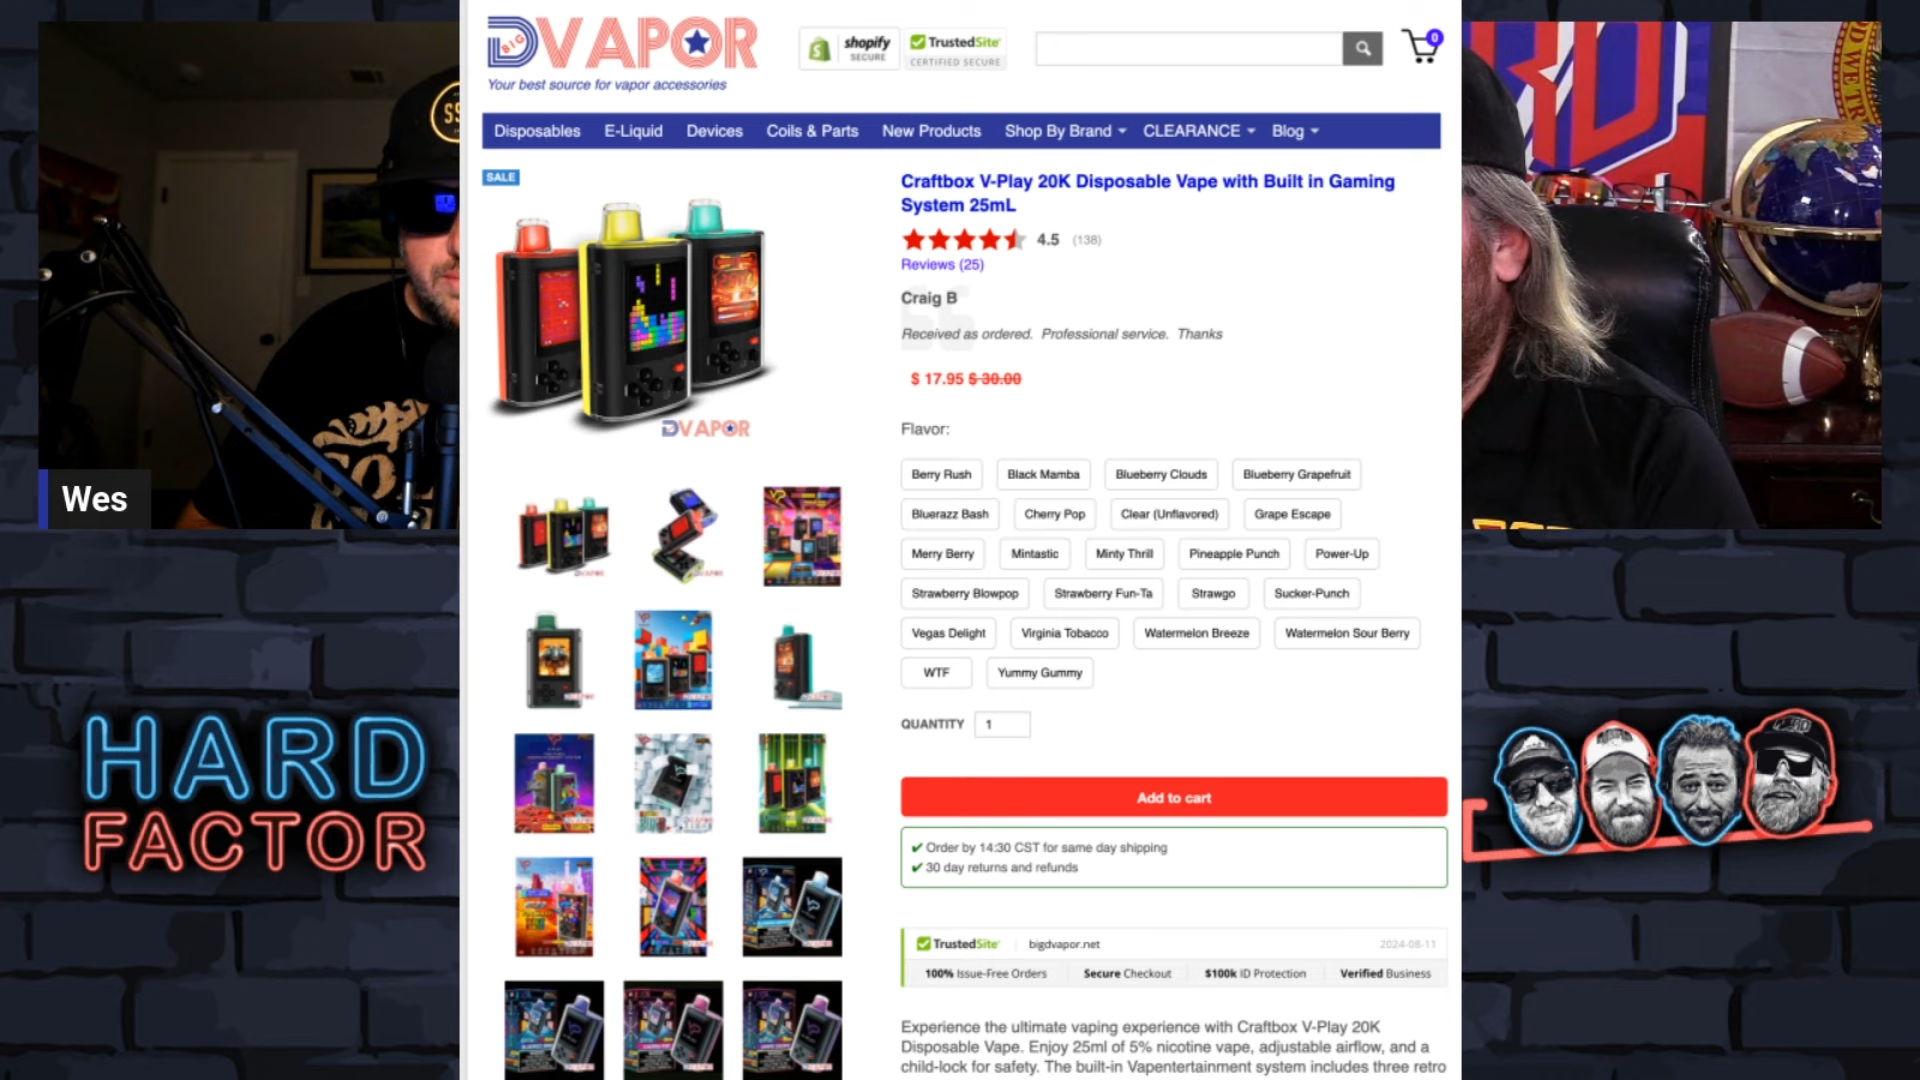 BIG DVAPOR
Your best source for vapor accessories
shopify
SECURE
TrustedSite
CERTIFIED SECURE
0
Disposables E-Liquid Devices Coils & Parts New Products Shop By Brand CLEARANCE Blog
SALE
Craftbox V-Play 20K Disposable Vape with Built in Gaming
System 25mL
4.5 (138)
Reviews (25)
Craig B
Received as ordered. Professional service. Thanks
$ 17.95 $ 30.00
DVAPOR
Flavor:
Berry Rush Black Mamba Blueberry Clouds Blueberry Grapefruit
Bluerazz Bash Cherry Pop Clear (Unflavored) Grape Escape
Merry Berry Mintastic Minty Thrill Pineapple Punch Power-Up
Strawberry Blowpop Strawberry Fun-Ta Strawgo Sucker-Punch
Vegas Delight Virginia Tobacco Watermelon Breeze Watermelon Sour Berry
WTF Yummy Gummy
QUANTITY 1
Add to cart
✔ Order by 14:30 CST for same day shipping
✔ 30 day returns and refunds
TrustedSite bigdvapor.net 2024-08-11
100% Issue-Free Orders Secure Checkout $100k ID Protection Verified Business
Experience the ultimate vaping experience with Craftbox V-Play 20K
Disposable Vape. Enjoy 25ml of 5% nicotine vape, adjustable airflow, and a
child-lock for safety. The built-in Vapentertainment system includes three retro
Wes
HARD
FACTOR